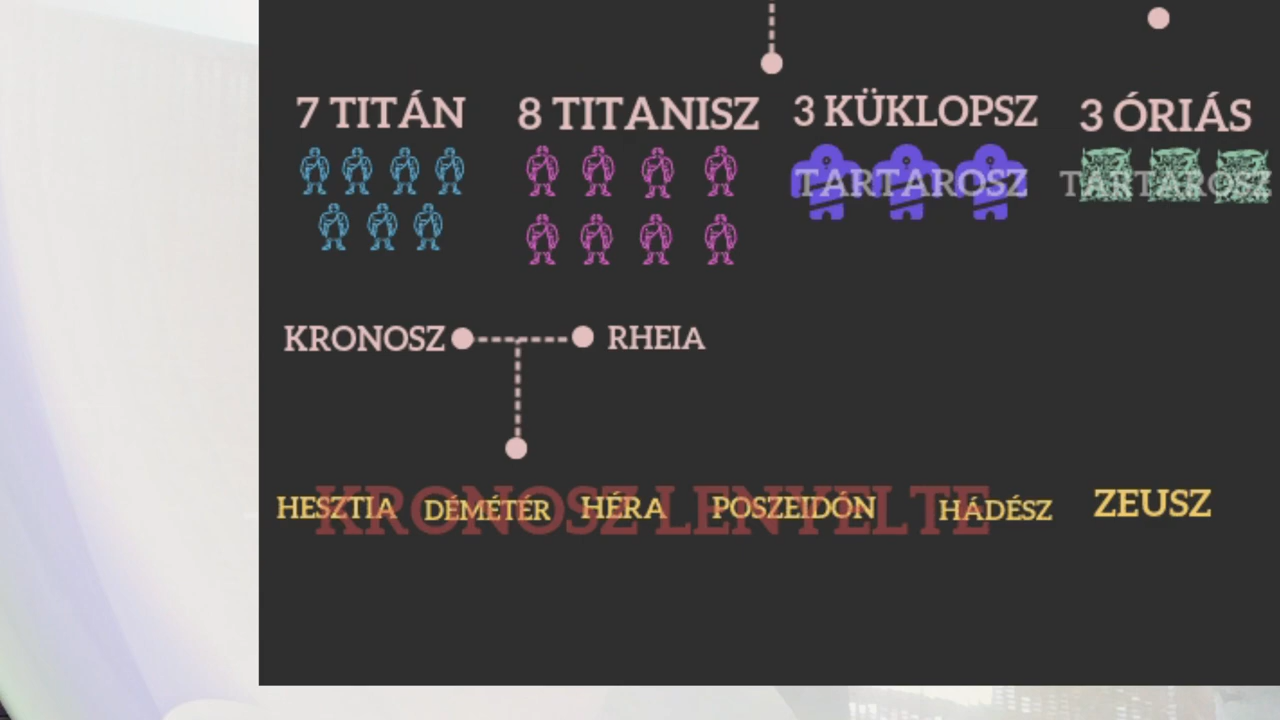 7 TITÁN 8 TITANISZ 3 KÜKLOPSZ 3 ÓRIÁS
TARTAROSZ TARTAROSZ
KRONOSZ RHEIA
HESZTIA DÉMÉTÉR HÉRA POSZEIDÓN HÁDÉSZ ZEUSZ
KRONOSZ LENYELTE